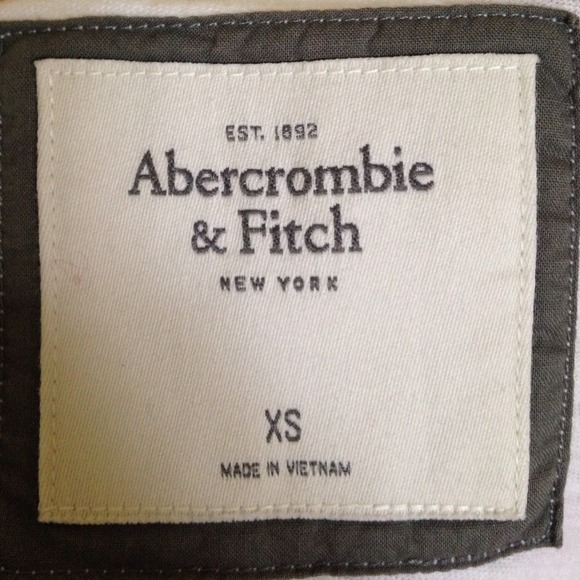 EST. 1892
Abercrombie
& Fitch
NEW YORK
XS
MADE IN VIETNAM